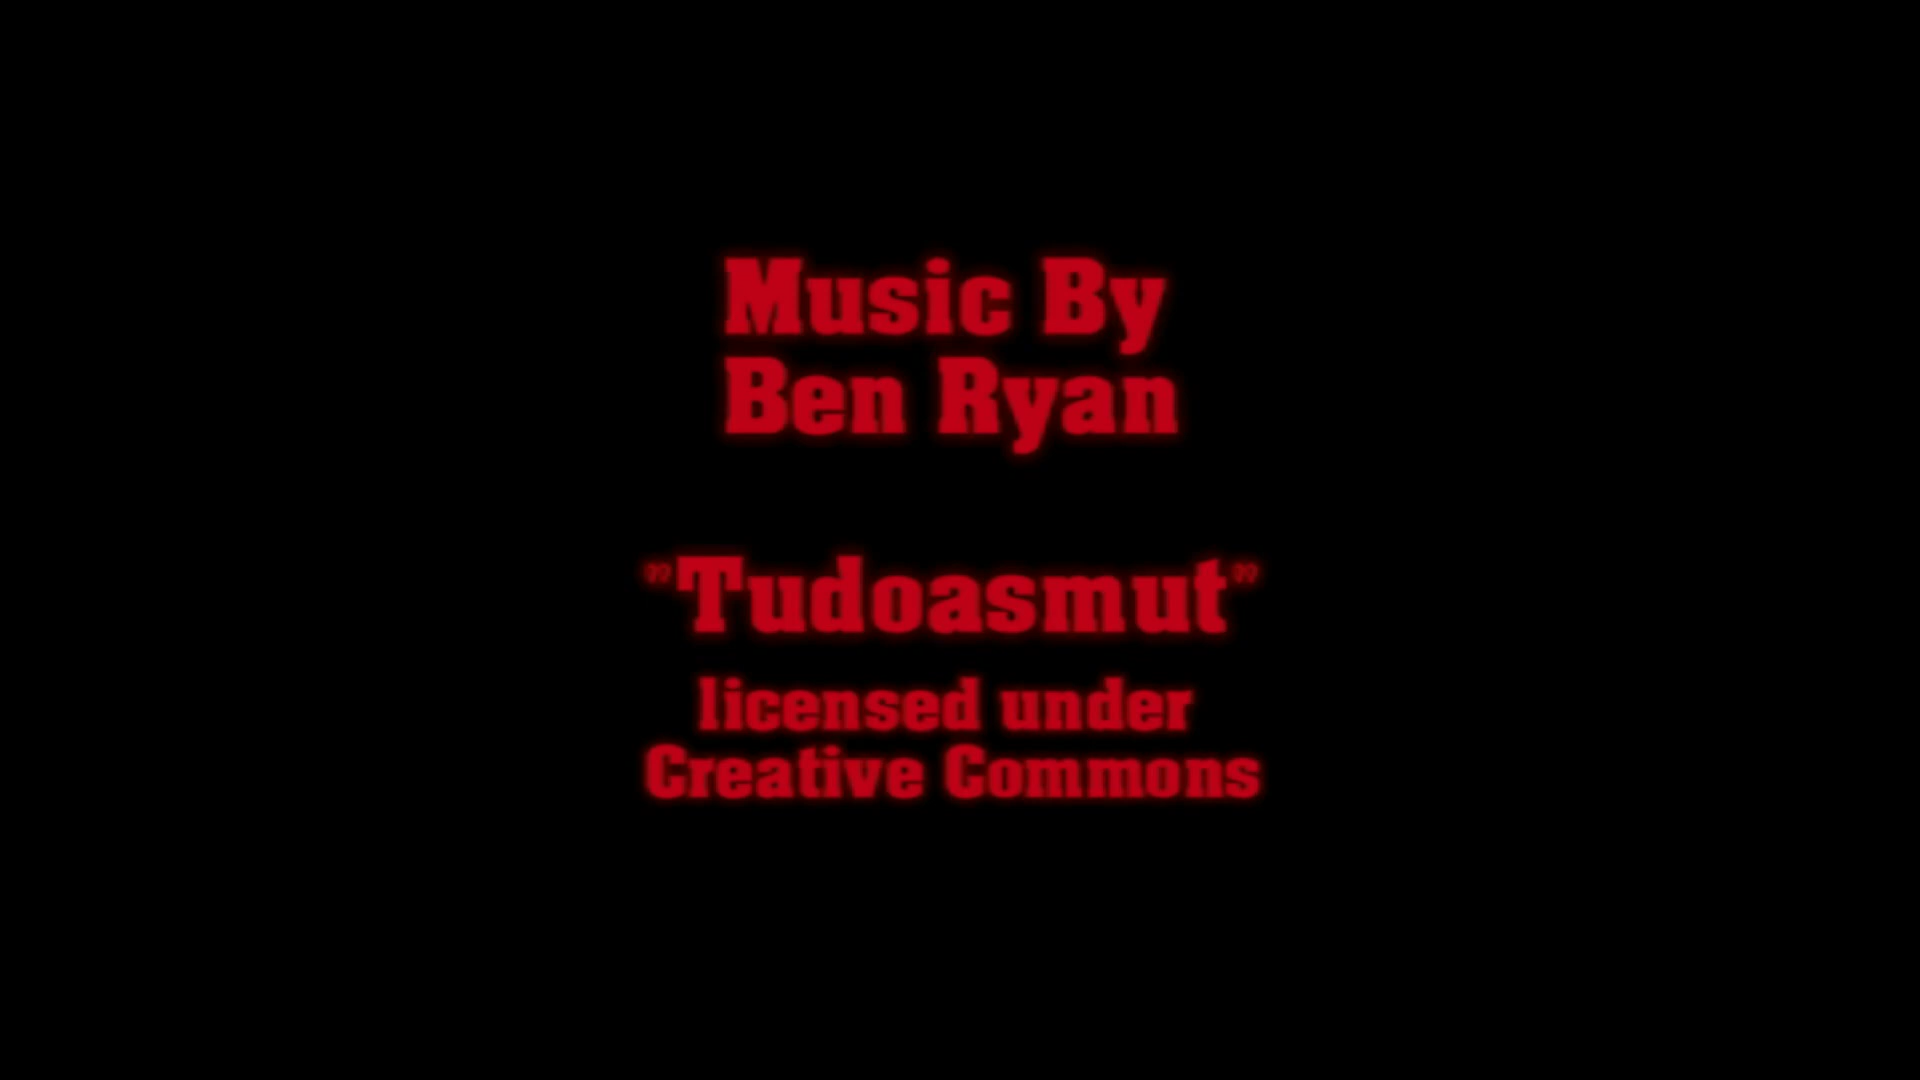 Music By
Ben Ryan
"Tudoasmut"
licensed under
Creative Commons